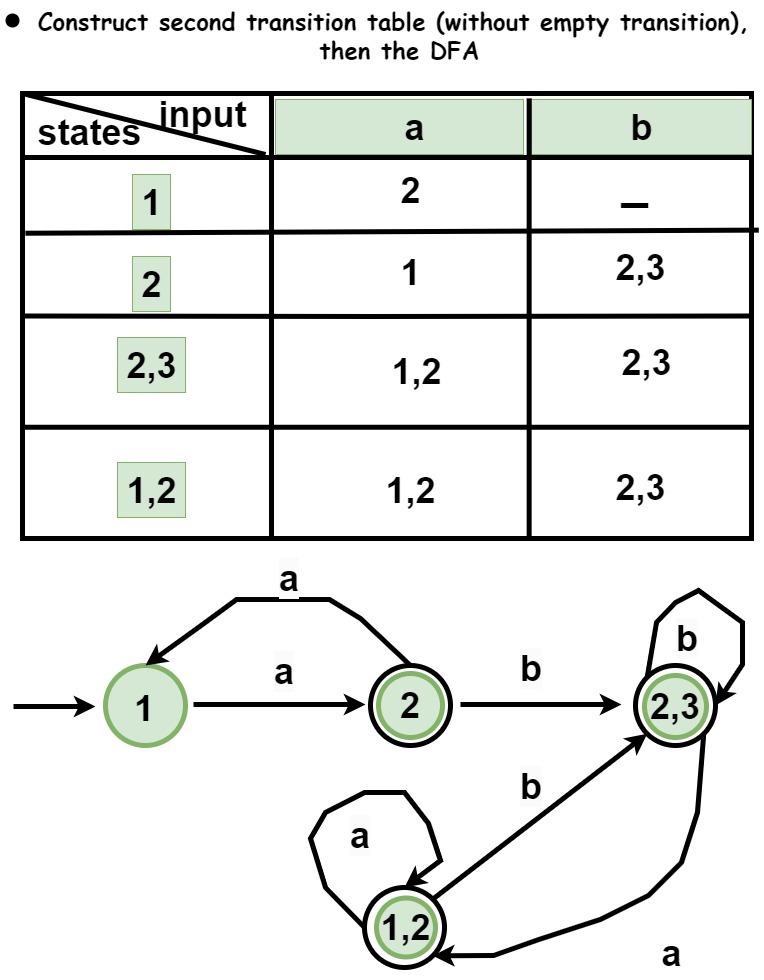 ● Construct second transition table (without empty transition),
then the DFA
input
states
a b
1 2 –
2 1 2,3
2,3 1,2 2,3
1,2 1,2 2,3
a
b
a
b
1 2 2,3
b
a
1,2
a